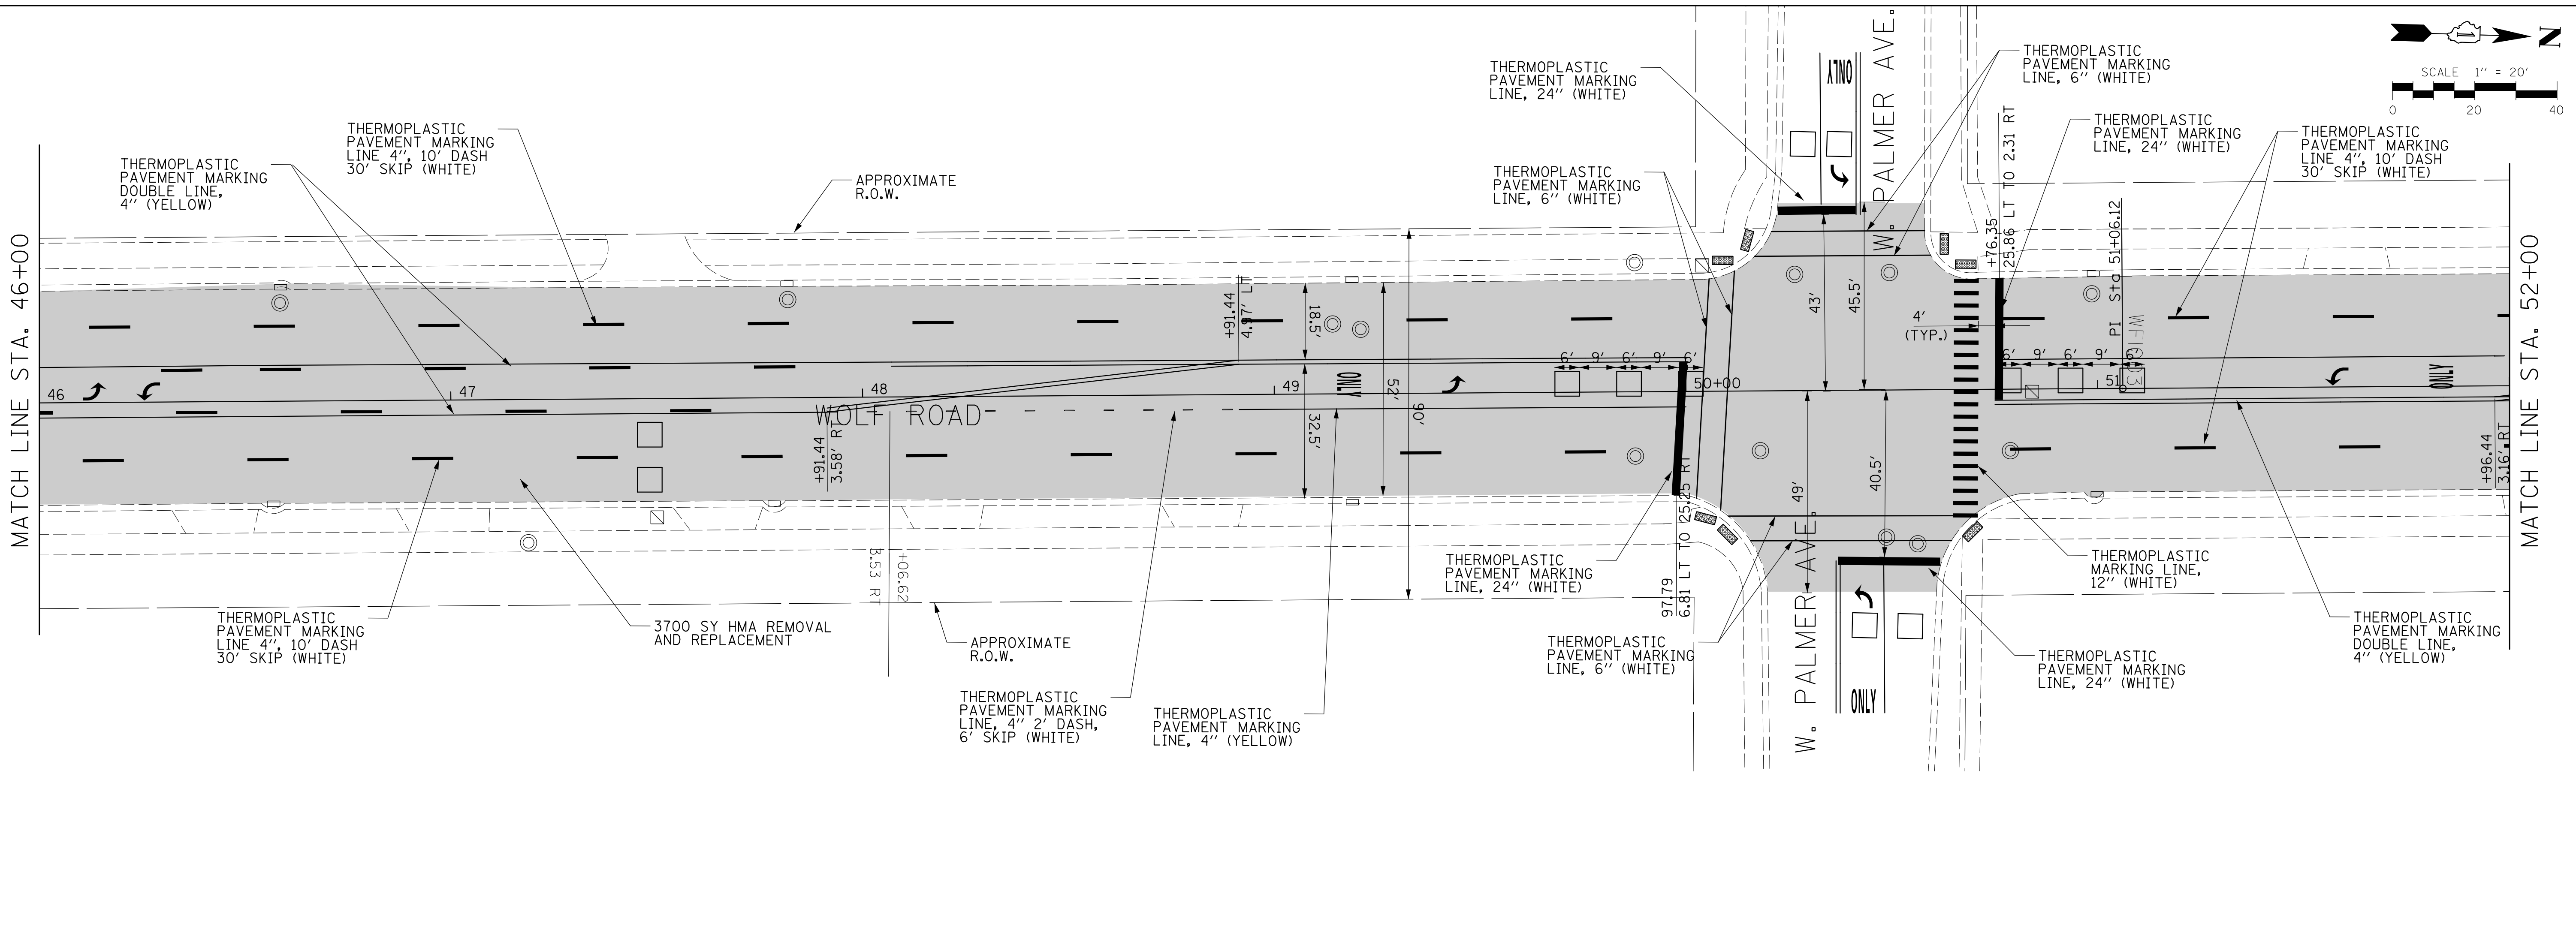 MATCH LINE STA. 46+00
THERMOPLASTIC
PAVEMENT MARKING
DOUBLE LINE,
4" (YELLOW)
THERMOPLASTIC
PAVEMENT MARKING
LINE 4", 10' DASH
30' SKIP (WHITE)
APPROXIMATE
R.O.W.
THERMOPLASTIC
PAVEMENT MARKING
LINE, 24" (WHITE)
THERMOPLASTIC
PAVEMENT MARKING
LINE, 6" (WHITE)
ONLY
W. PALMER AVE.
THERMOPLASTIC
PAVEMENT MARKING
LINE, 6" (WHITE)
THERMOPLASTIC
PAVEMENT MARKING
LINE, 24" (WHITE)
THERMOPLASTIC
PAVEMENT MARKING
LINE 4", 10' DASH
30' SKIP (WHITE)
N
SCALE 1" = 20'
0 20 40
+76.35
25.86 LT TO 2.31 RT
PI Sta 51+06.12
MATCH LINE STA. 52+00
+91.44
4.97' LT
18.5'
32.5'
52'
90'
43'
45.5'
4'
(TYP.)
6' 9' 6' 9' 6'
6' 9' 6' 9' 6'
46
47
48
49
50+00
51
ONLY
ONLY
WOLF ROAD
+91.44
3.58' RT
+06.62
3.53 RT
97.79
6.81 LT TO 25.25 RT
49'
40.5'
+96.44
3.16' RT
THERMOPLASTIC
PAVEMENT MARKING
LINE 4", 10' DASH
30' SKIP (WHITE)
3700 SY HMA REMOVAL
AND REPLACEMENT
APPROXIMATE
R.O.W.
THERMOPLASTIC
PAVEMENT MARKING
LINE, 4" 2' DASH,
6' SKIP (WHITE)
THERMOPLASTIC
PAVEMENT MARKING
LINE, 4" (YELLOW)
THERMOPLASTIC
PAVEMENT MARKING
LINE, 24" (WHITE)
THERMOPLASTIC
PAVEMENT MARKING
LINE, 6" (WHITE)
W. PALMER AVE.
ONLY
THERMOPLASTIC
MARKING LINE,
12" (WHITE)
THERMOPLASTIC
PAVEMENT MARKING
LINE, 24" (WHITE)
THERMOPLASTIC
PAVEMENT MARKING
DOUBLE LINE,
4" (YELLOW)